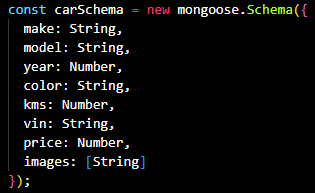 const carSchema = new mongoose.Schema({
  make: String,
  model: String,
  year: Number,
  color: String,
  kms: Number,
  vin: String,
  price: Number,
  images: [String]
});